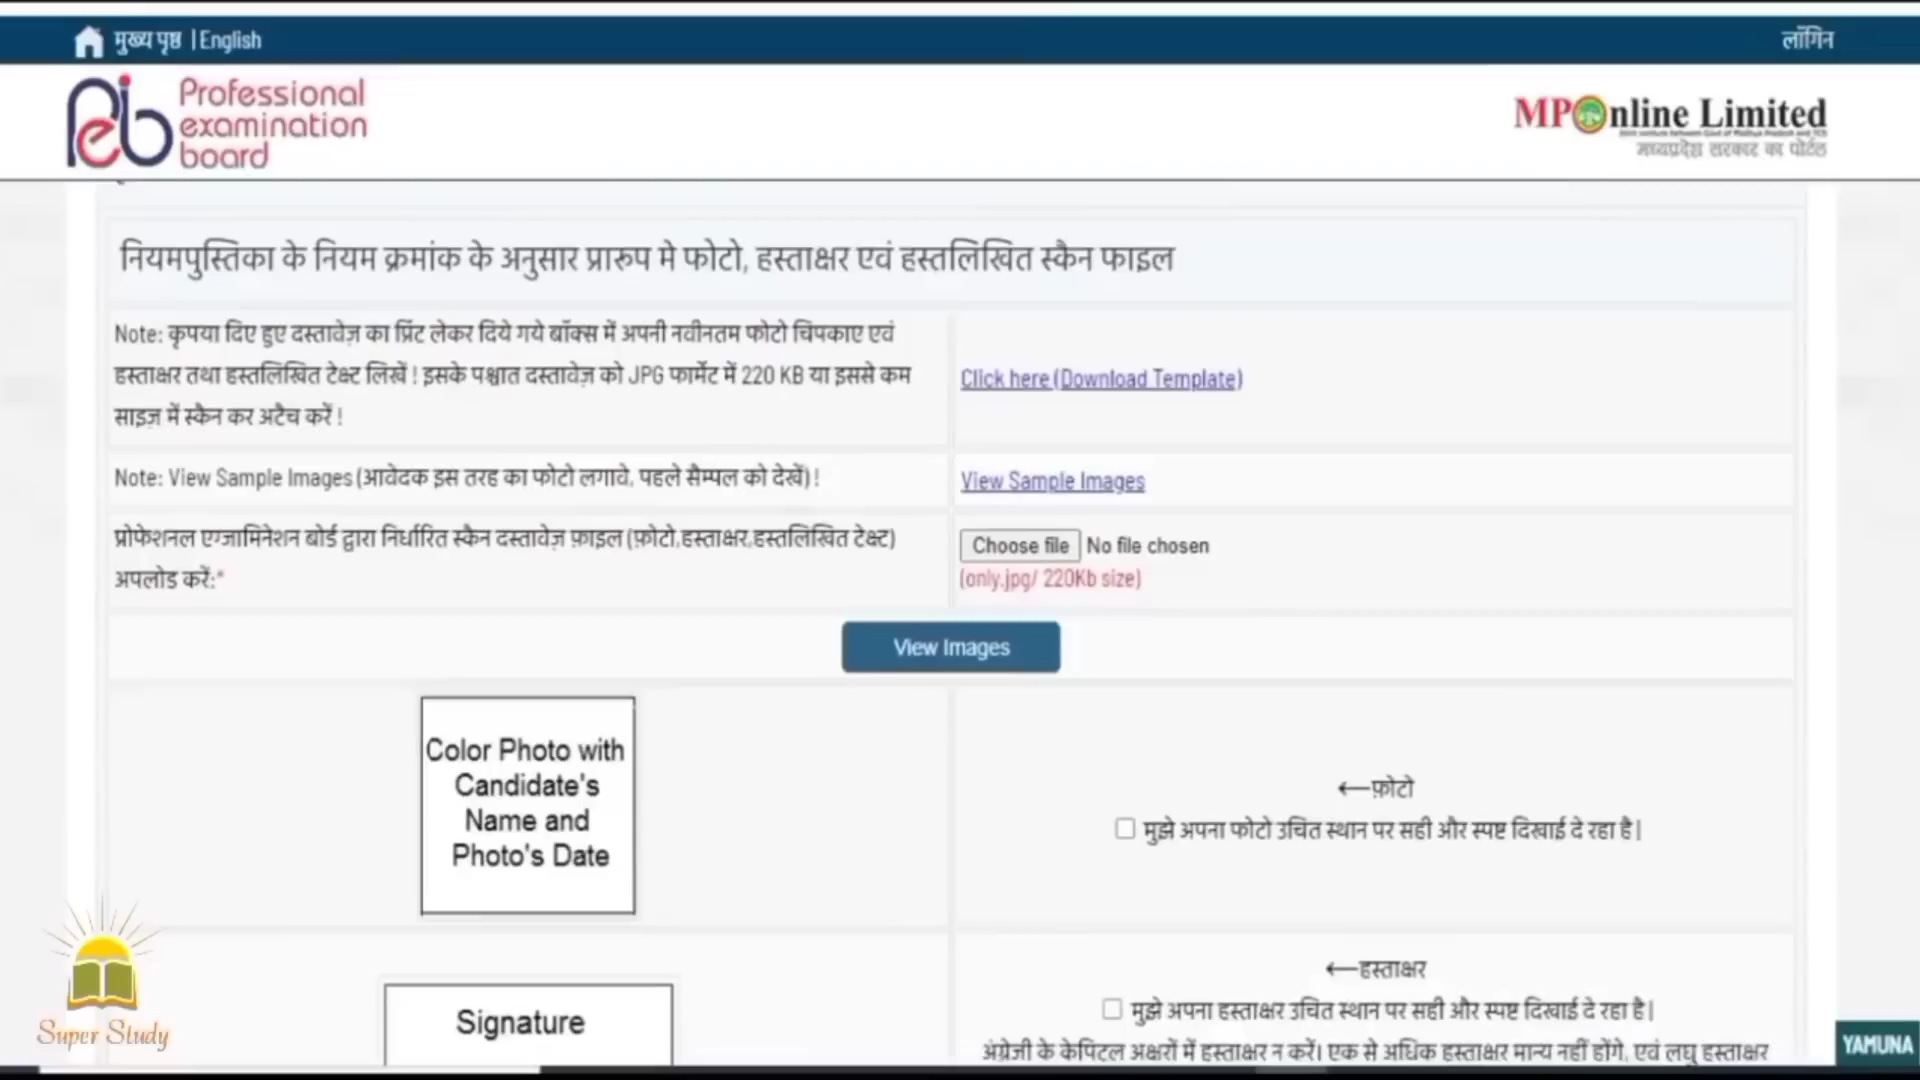 मुख्य पृष्ठ | English
लॉगिन
Professional
examination
board
MPOnline Limited
मध्यप्रदेश सरकार का पोर्टल
नियमपुस्तिका के नियम क्रमांक के अनुसार प्रारूप मे फोटो, हस्ताक्षर एवं हस्तलिखित स्कैन फाइल
Note: कृपया दिए हुए दस्तावेज़ का प्रिंट लेकर दिये गये बॉक्स में अपनी नवीनतम फोटो चिपकाए एवं
हस्ताक्षर तथा हस्तलिखित टेक्ष्ट लिखें ! इसके पश्चात दस्तावेज़ को JPG फार्मेट में 220 KB या इससे कम
साइज़ में स्कैन कर अटैच करें !
Click here (Download Template)
Note: View Sample Images (आवेदक इस तरह का फोटो लगावे, पहले सैम्पल को देखें) !
View Sample Images
प्रोफेशनल एग्जामिनेशन बोर्ड द्वारा निर्धारित स्कैन दस्तावेज़ फ़ाइल (फ़ोटो,हस्ताक्षर,हस्तलिखित टेक्ष्ट)
अपलोड करें:*
Choose file No file chosen
(only.jpg/ 220Kb size)
View Images
Color Photo with
Candidate's
Name and
Photo's Date
←फ़ोटो
मुझे अपना फोटो उचित स्थान पर सही और स्पष्ट दिखाई दे रहा है|
Signature
←हस्ताक्षर
मुझे अपना हस्ताक्षर उचित स्थान पर सही और स्पष्ट दिखाई दे रहा है|
अंग्रेजी के केपिटल अक्षरों में हस्ताक्षर न करें। एक से अधिक हस्ताक्षर मान्य नहीं होंगे, एवं लघु हस्ताक्षर
Super Study
YAMUNA